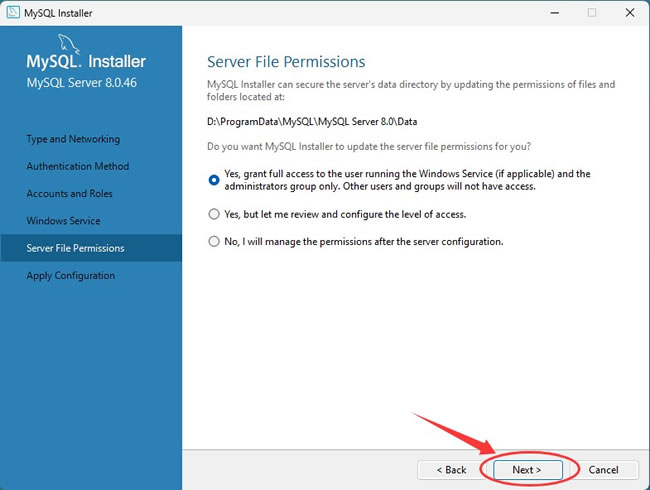 MySQL Installer
MySQL. Installer
MySQL Server 8.0.46
Type and Networking
Authentication Method
Accounts and Roles
Windows Service
Server File Permissions
Apply Configuration
Server File Permissions
MySQL Installer can secure the server's data directory by updating the permissions of files and
folders located at:
D:\ProgramData\MySQL\MySQL Server 8.0\Data
Do you want MySQL Installer to update the server file permissions for you?
Yes, grant full access to the user running the Windows Service (if applicable) and the
administrators group only. Other users and groups will not have access.
Yes, but let me review and configure the level of access.
No, I will manage the permissions after the server configuration.
< Back
Next >
Cancel